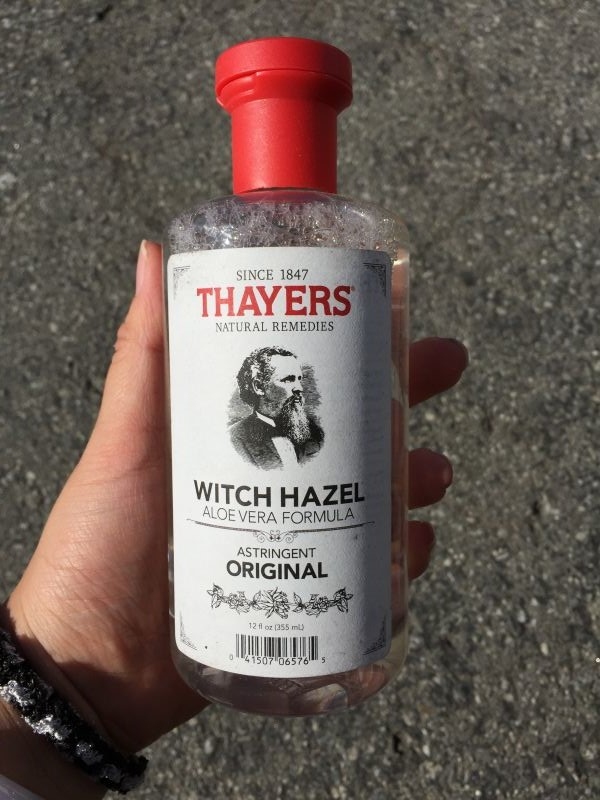 SINCE 1847
THAYERS®
NATURAL REMEDIES
WITCH HAZEL
ALOE VERA FORMULA
ASTRINGENT
ORIGINAL
12 fl oz (355 mL)
0 41507 06576 5